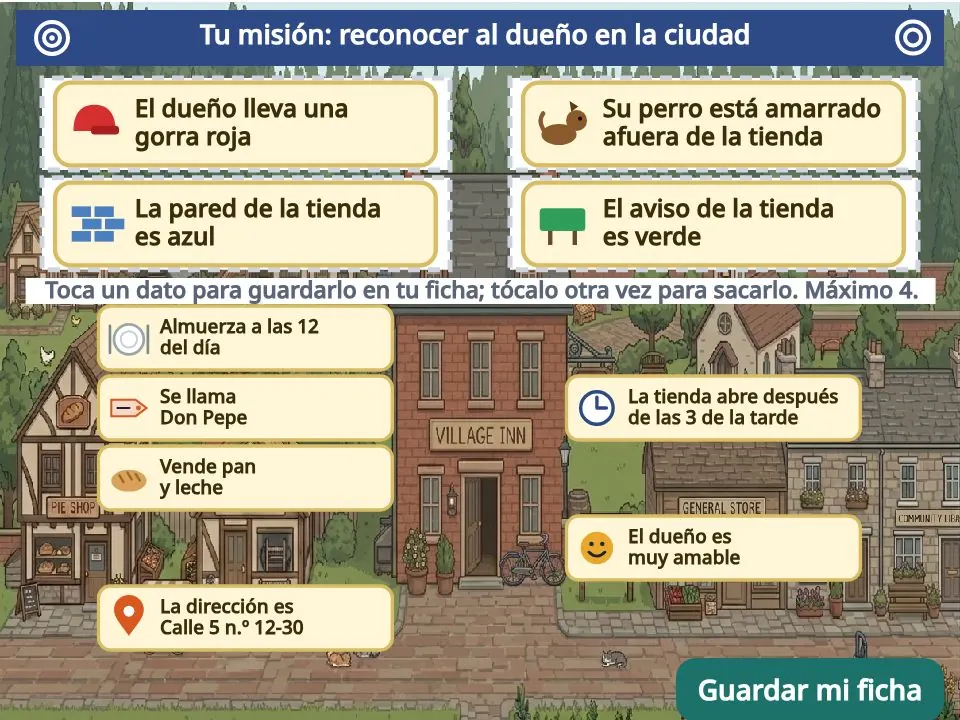 Tu misión: reconocer al dueño en la ciudad
El dueño lleva una
gorra roja
Su perro está amarrado
afuera de la tienda
La pared de la tienda
es azul
El aviso de la tienda
es verde
Toca un dato para guardarlo en tu ficha; tócalo otra vez para sacarlo. Máximo 4.
Almuerza a las 12
del día
Se llama
Don Pepe
La tienda abre después
de las 3 de la tarde
VILLAGE INN
Vende pan
y leche
PIE SHOP
GENERAL STORE
COMMUNITY
El dueño es
muy amable
La dirección es
Calle 5 n.º 12-30
Guardar mi ficha